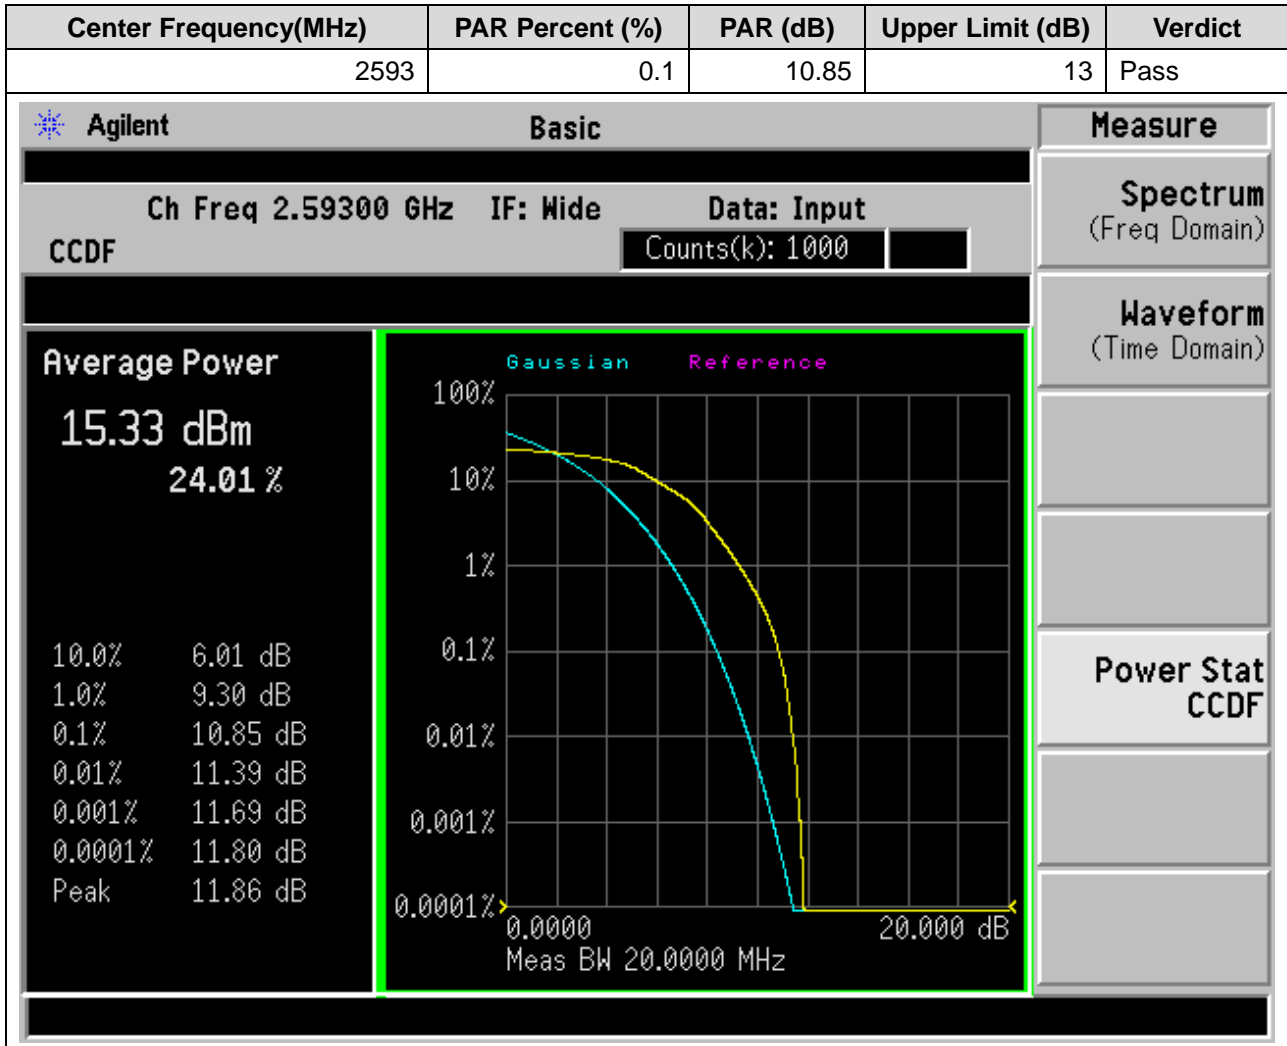 Center Frequency(MHz) PAR Percent (%) PAR (dB) Upper Limit (dB) Verdict
2593 0.1 10.85 13 Pass
Agilent Basic Measure
Ch Freq 2.59300 GHz IF: Wide Data: Input
CCDF Counts(k): 1000
Spectrum
(Freq Domain)
Waveform
(Time Domain)
Power Stat
CCDF
Average Power
15.33 dBm
24.01 %
10.0% 6.01 dB
1.0% 9.30 dB
0.1% 10.85 dB
0.01% 11.39 dB
0.001% 11.69 dB
0.0001% 11.80 dB
Peak 11.86 dB
Gaussian Reference
100%
10%
1%
0.1%
0.01%
0.001%
0.0001%
0.0000 20.000 dB
Meas BW 20.0000 MHz